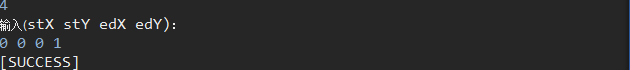 4
输入(stX stY edX edY):
0 0 0 1
[SUCCESS]